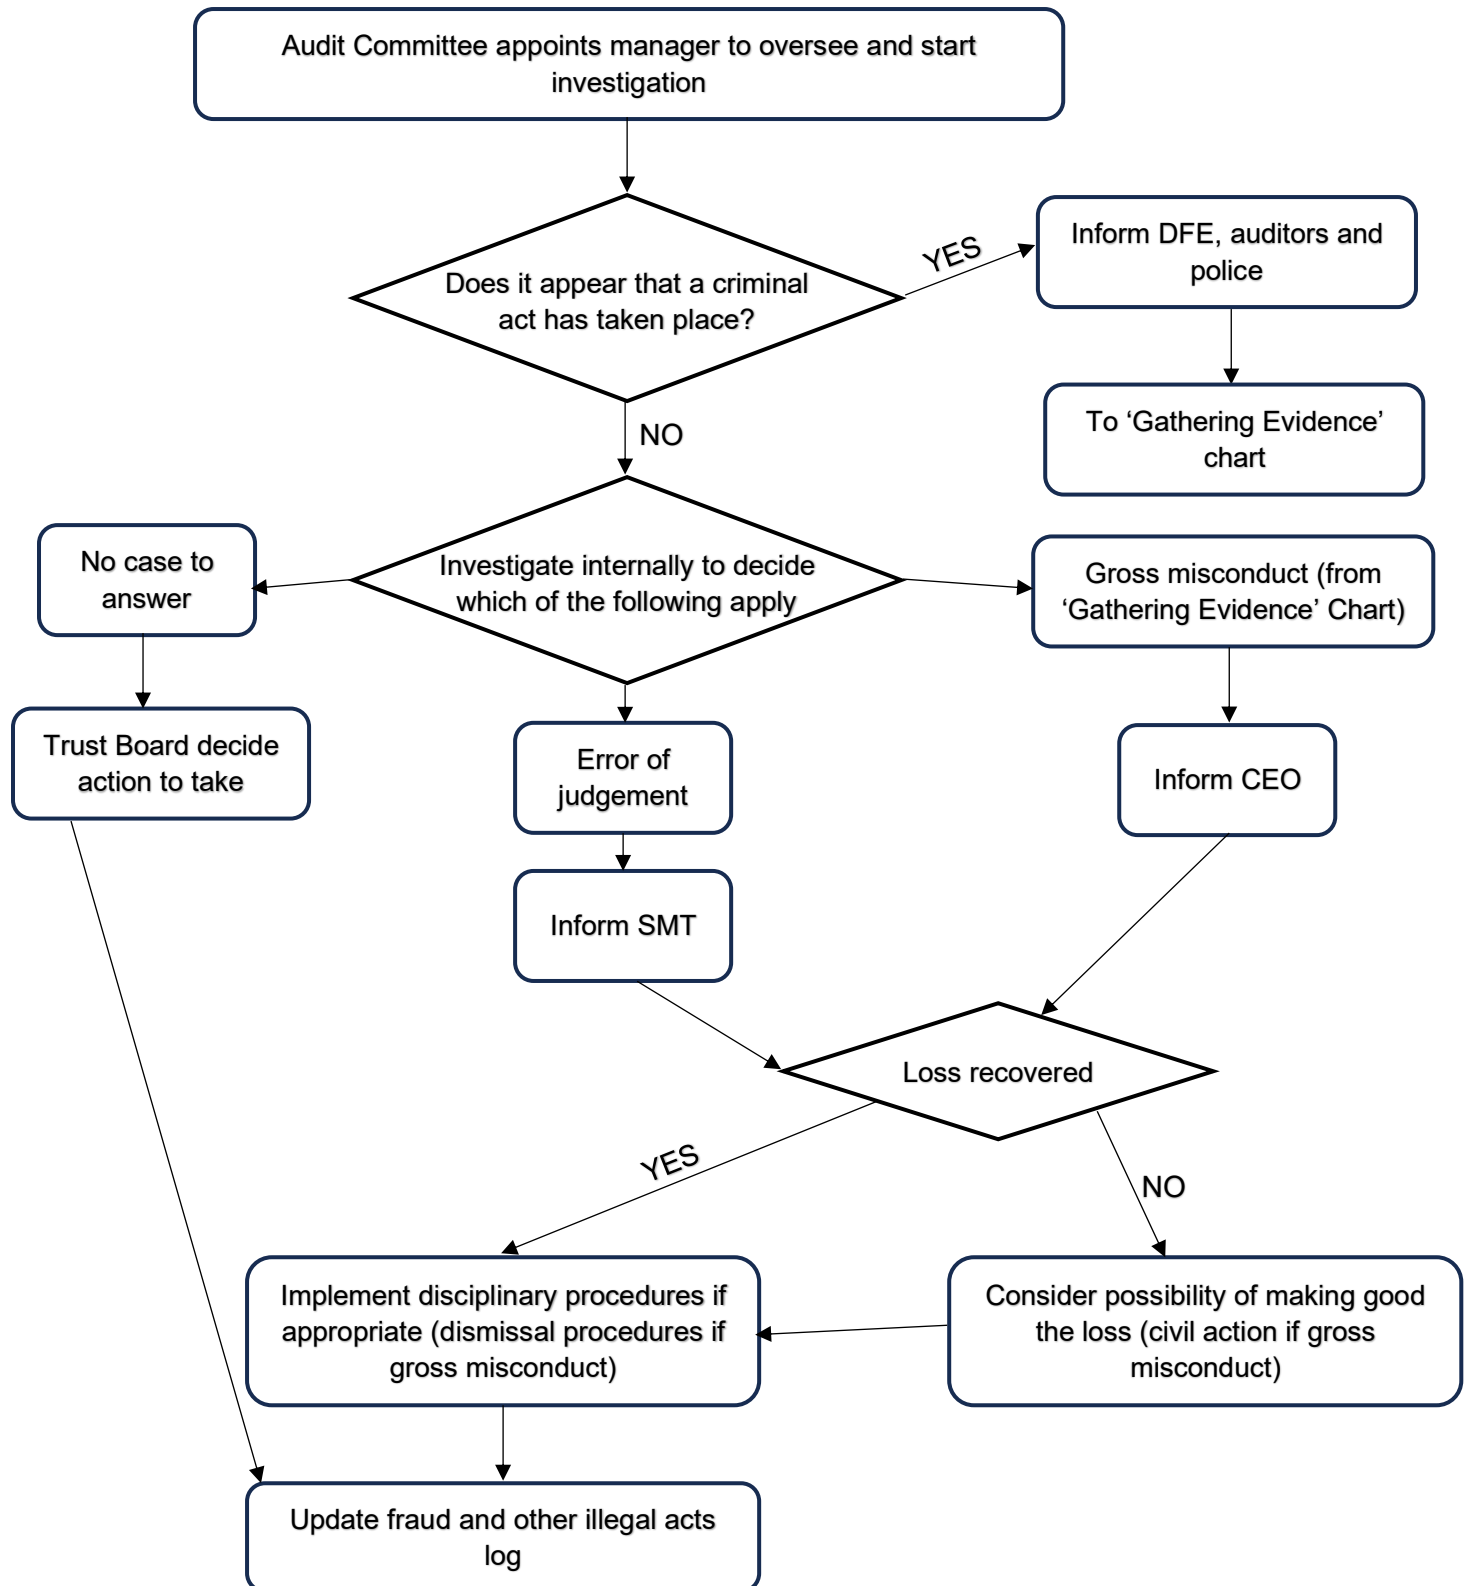 Audit Committee appoints manager to oversee and start
investigation
YES
Inform DFE, auditors and
police
Does it appear that a criminal
act has taken place?
To ‘Gathering Evidence’
chart
NO
No case to
answer
Investigate internally to decide
which of the following apply
Gross misconduct (from
‘Gathering Evidence’ Chart)
Trust Board decide
action to take
Error of
judgement
Inform CEO
Inform SMT
Loss recovered
YES
NO
Implement disciplinary procedures if
appropriate (dismissal procedures if
gross misconduct)
Consider possibility of making good
the loss (civil action if gross
misconduct)
Update fraud and other illegal acts
log